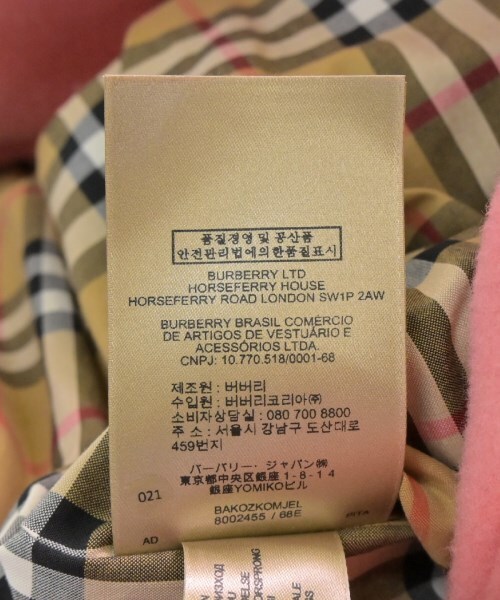 품질경영 및 공산품
안전관리법에의한품질표시
BURBERRY LTD
HORSEFERRY HOUSE
HORSEFERRY ROAD LONDON SW1P 2AW
BURBERRY BRASIL COMÉRCIO
DE ARTIGOS DE VESTUÁRIO E
ACESSÓRIOS LTDA.
CNPJ: 10.770.518/0001-68
제조원 : 버버리
수입원 : 버버리코리아㈜
소비자상담실 : 080 700 8800
주 소 : 서울시 강남구 도산대로
459번지
バーバリー・ジャパン㈱
東京都中央区銀座1-8-14
銀座YOMIKOビル
021
BAKOZKOMJEL
8002455 / 68E
AD